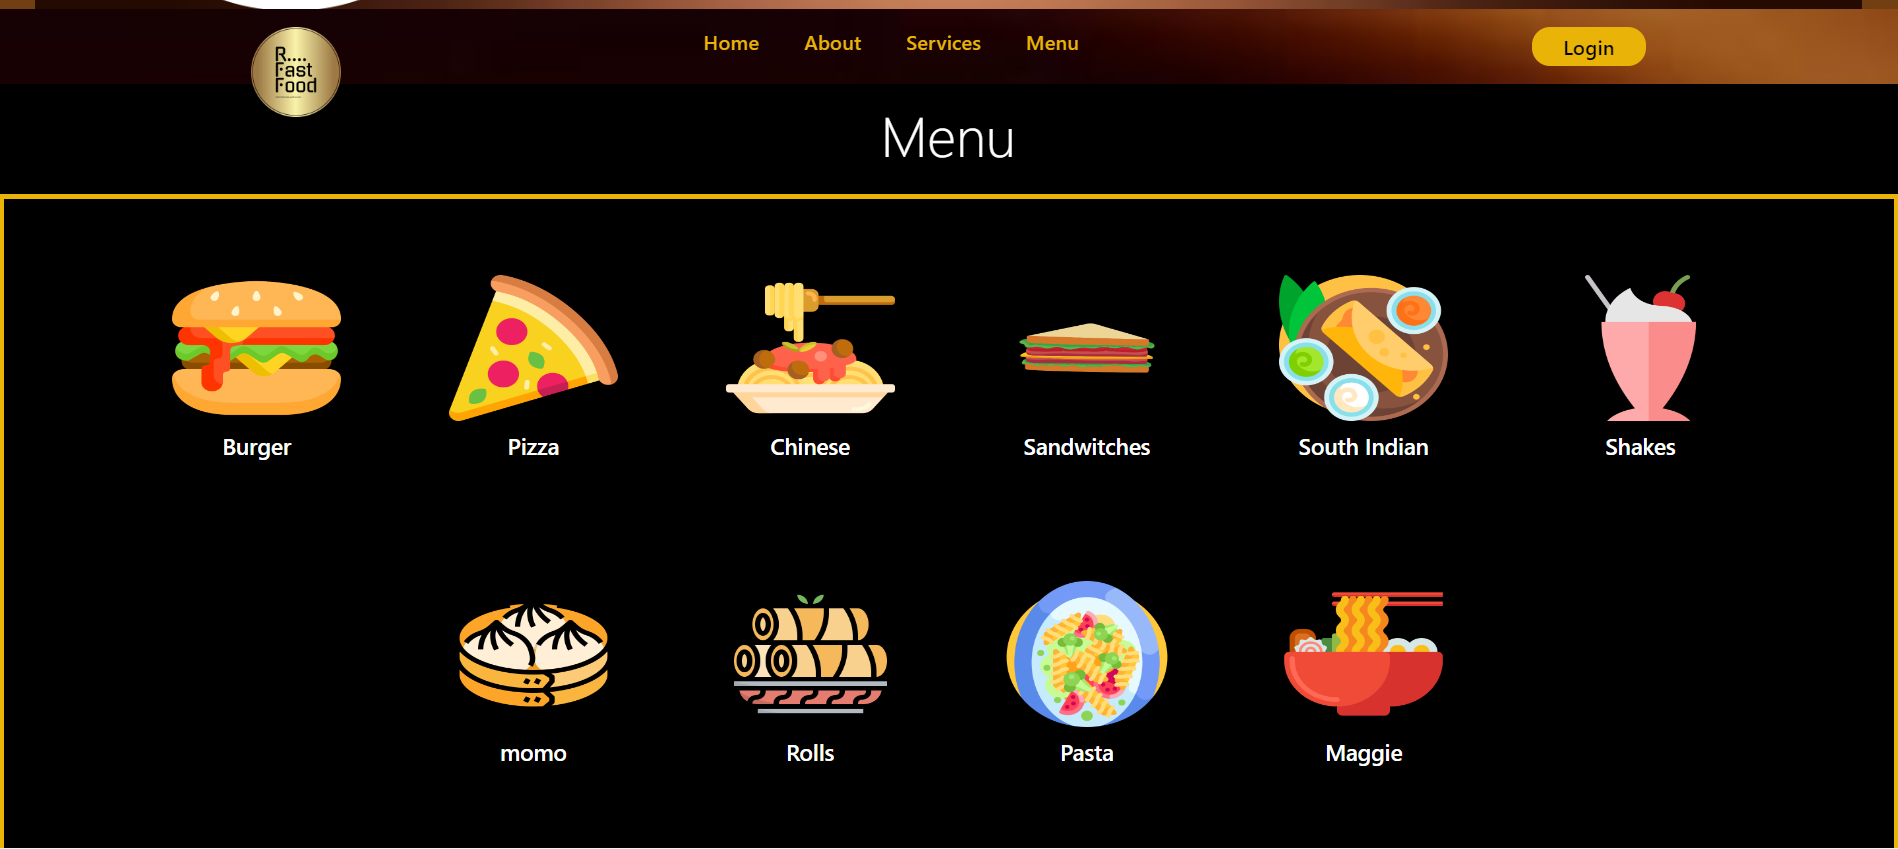 R....
Fast
Food
Home About Services Menu
Login
Menu
Burger Pizza Chinese Sandwitches South Indian Shakes
momo Rolls Pasta Maggie